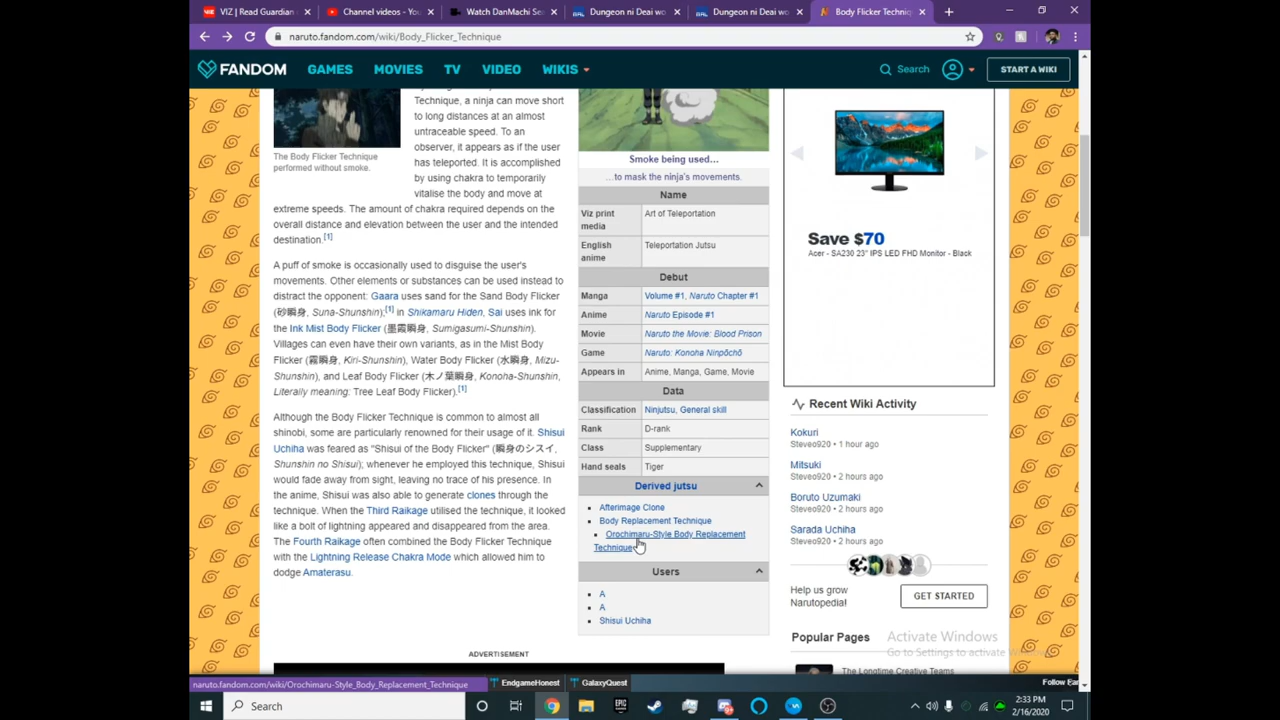 VIZ | Read Guardian
Channel videos - You
Watch DanMachi Se
Dungeon ni Deai wo
Dungeon ni Deai wo
Body Flicker Techniq
naruto.fandom.com/wiki/Body_Flicker_Technique
FANDOM
GAMES
MOVIES
TV
VIDEO
WIKIS
Search
START A WIKI
Technique, a ninja can move short
to long distances at an almost
untraceable speed. To an
observer, it appears as if the user
has teleported. It is accomplished
by using chakra to temporarily
vitalise the body and move at
The Body Flicker Technique
performed without smoke.
extreme speeds. The amount of chakra required depends on the
overall distance and elevation between the user and the intended
destination.[1]
A puff of smoke is occasionally used to disguise the user's
movements. Other elements or substances can be used instead to
distract the opponent: Gaara uses sand for the Sand Body Flicker
(砂瞬身, Suna-Shunshin);[1] in Shikamaru Hiden, Sai uses ink for
the Ink Mist Body Flicker (墨霞瞬身, Sumigasumi-Shunshin).
Villages can even have their own variants, as in the Mist Body
Flicker (霧瞬身, Kiri-Shunshin), Water Body Flicker (水瞬身, Mizu-
Shunshin), and Leaf Body Flicker (木ノ葉瞬身, Konoha-Shunshin,
Literally meaning: Tree Leaf Body Flicker).[1]
Although the Body Flicker Technique is common to almost all
shinobi, some are particularly renowned for their usage of it. Shisui
Uchiha was feared as "Shisui of the Body Flicker" (瞬身のシスイ,
Shunshin no Shisui); whenever he employed this technique, Shisui
would fade away from sight, leaving no trace of his presence. In
the anime, Shisui was also able to generate clones through the
technique. When the Third Raikage utilised the technique, it looked
like a bolt of lightning appeared and disappeared from the area.
The Fourth Raikage often combined the Body Flicker Technique
with the Lightning Release Chakra Mode which allowed him to
dodge Amaterasu.
Smoke being used…
…to mask the ninja's movements.
Name
Viz print media Art of Teleportation
English anime Teleportation Jutsu
Debut
Manga Volume #1, Naruto Chapter #1
Anime Naruto Episode #1
Movie Naruto the Movie: Blood Prison
Game Naruto: Konoha Ninpōchō
Appears in Anime, Manga, Game, Movie
Data
Classification Ninjutsu, General skill
Rank D-rank
Class Supplementary
Hand seals Tiger
Derived jutsu
Afterimage Clone
Body Replacement Technique
Orochimaru-Style Body Replacement
Technique
Users
A
A
Shisui Uchiha
Save $70
Acer - SA230 23" IPS LED FHD Monitor - Black
Recent Wiki Activity
Kokuri
Steveo920 • 1 hour ago
Mitsuki
Steveo920 • 2 hours ago
Boruto Uzumaki
Steveo920 • 2 hours ago
Sarada Uchiha
Steveo920 • 2 hours ago
Help us grow
Narutopedia!
GET STARTED
Popular Pages
The Longtime Creative Teams
Activate Windows
Go to Settings to activate Windows.
ADVERTISEMENT
naruto.fandom.com/wiki/Orochimaru-Style_Body_Replacement_Technique
EndgameHonest
GalaxyQuest
Follow Fan
Search
2:33 PM
2/16/2020